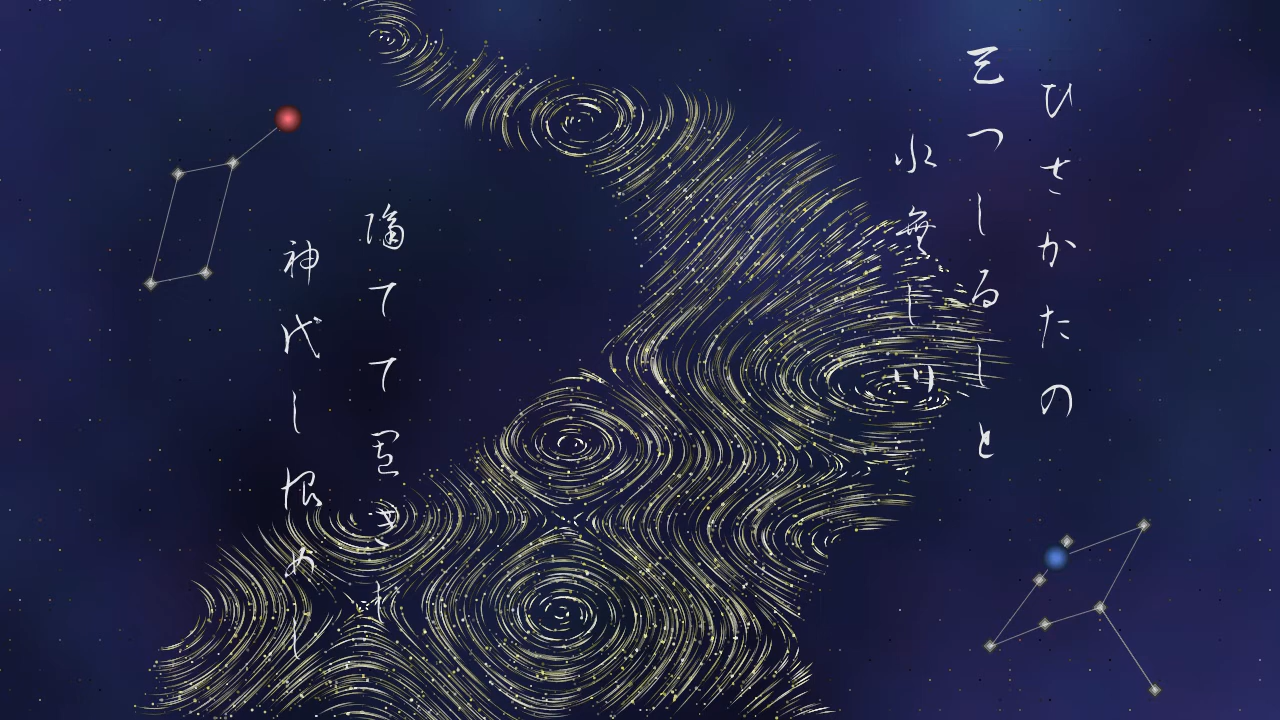 ひさかたの
天つしるしと
水無し川
隔てて置きし
神代し恨めし